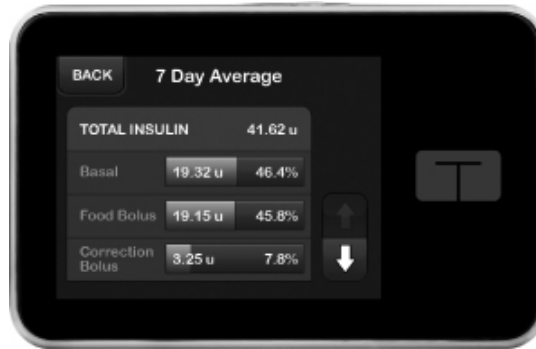 BACK
7 Day Average
TOTAL INSULIN 41.62 u
Basal 19.32 u 46.4%
Food Bolus 19.15 u 45.8%
Correction
Bolus 3.25 u 7.8%